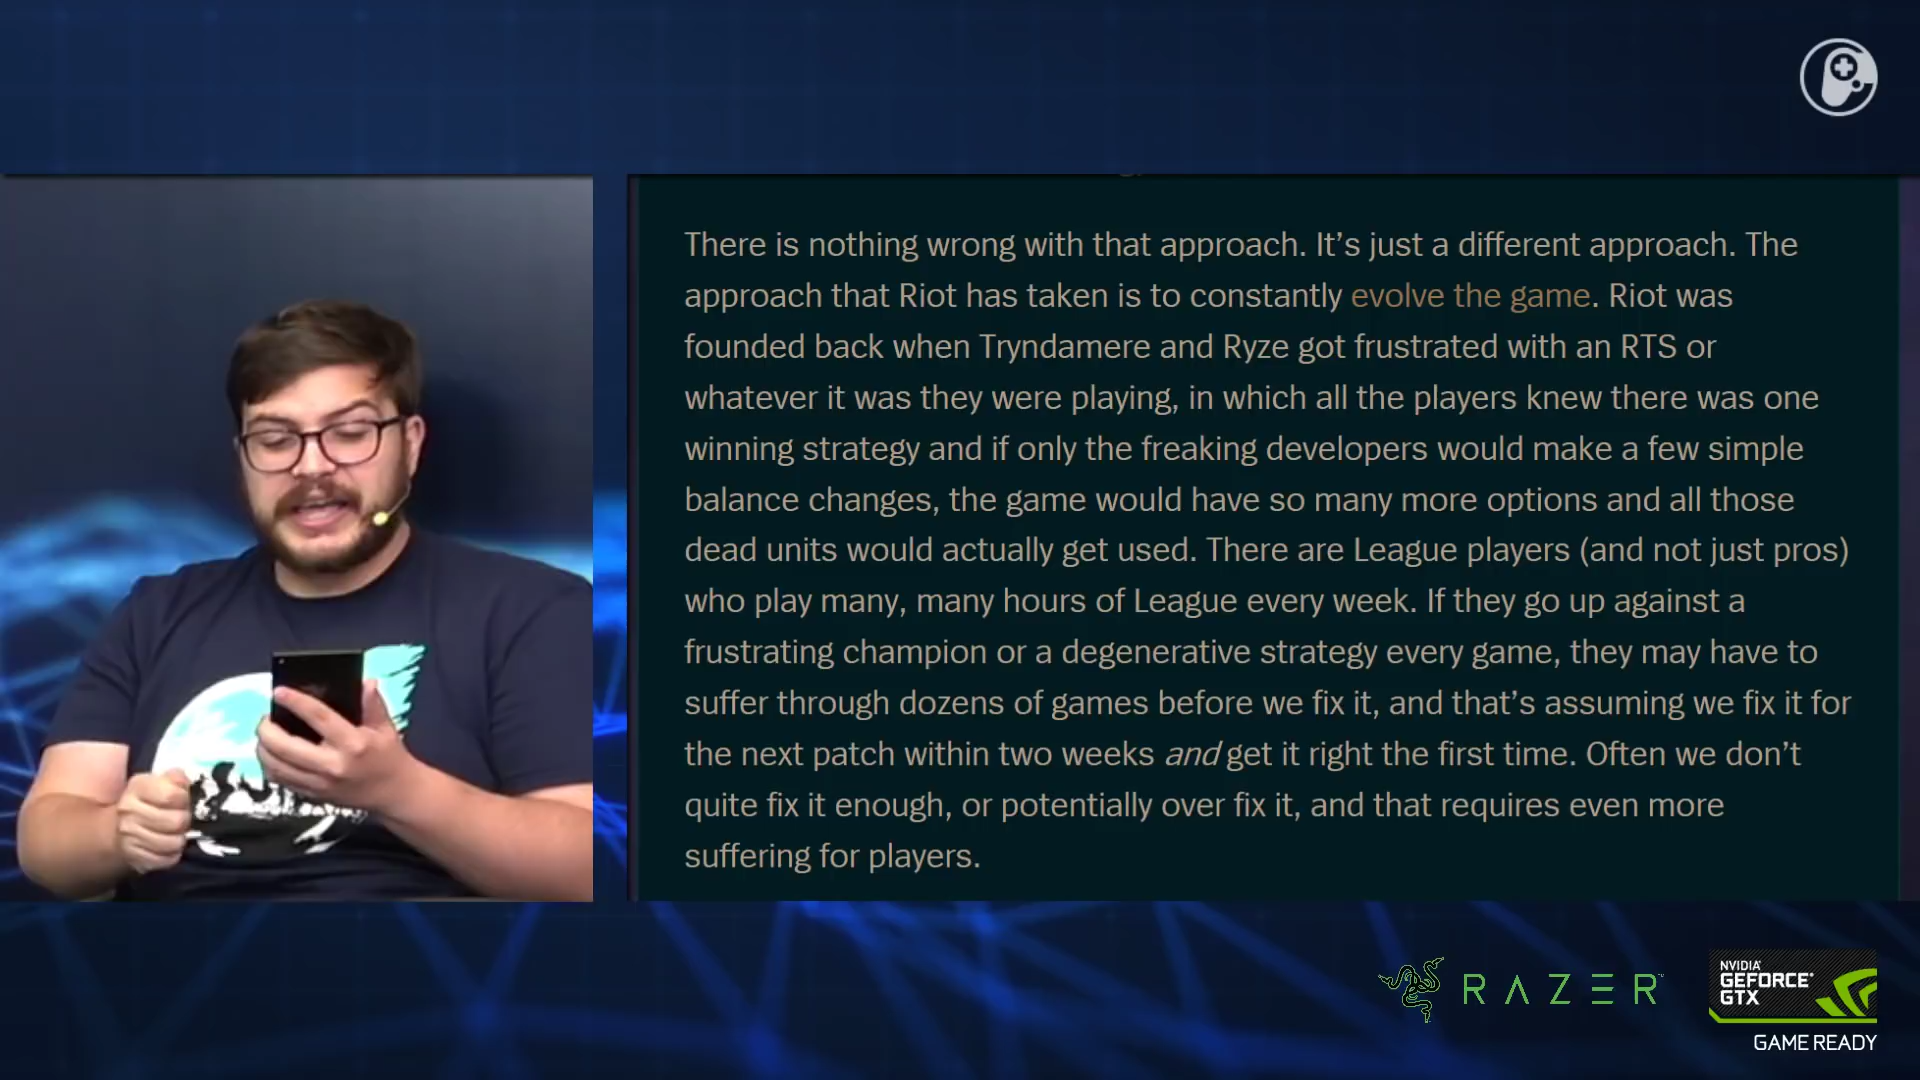 There is nothing wrong with that approach. It's just a different approach. The
approach that Riot has taken is to constantly evolve the game. Riot was
founded back when Tryndamere and Ryze got frustrated with an RTS or
whatever it was they were playing, in which all the players knew there was one
winning strategy and if only the freaking developers would make a few simple
balance changes, the game would have so many more options and all those
dead units would actually get used. There are League players (and not just pros)
who play many, many hours of League every week. If they go up against a
frustrating champion or a degenerative strategy every game, they may have to
suffer through dozens of games before we fix it, and that's assuming we fix it for
the next patch within two weeks and get it right the first time. Often we don't
quite fix it enough, or potentially over fix it, and that requires even more
suffering for players.
RAZER
NVIDIA
GEFORCE
GTX
GAME READY